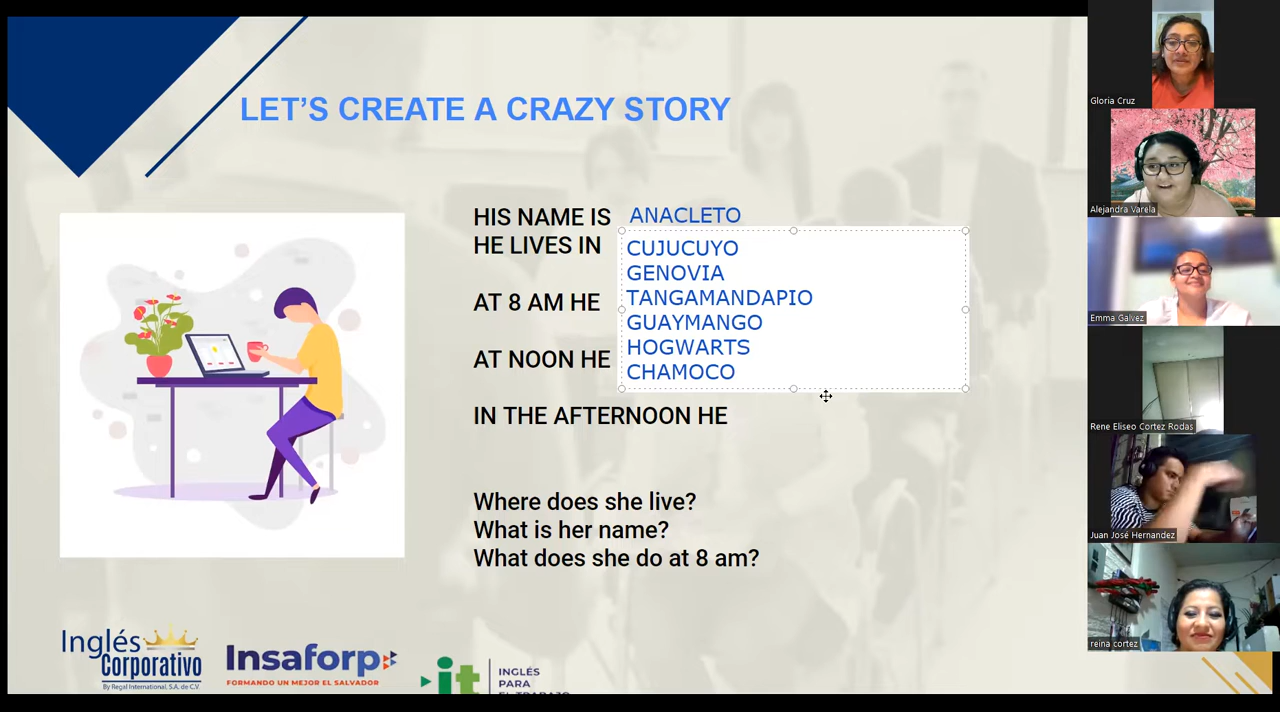 LET'S CREATE A CRAZY STORY
HIS NAME IS ANACLETO
HE LIVES IN
CUJUCUYO
GENOVIA
TANGAMANDAPIO
GUAYMANGO
HOGWARTS
CHAMOCO
AT 8 AM HE
AT NOON HE
IN THE AFTERNOON HE
Where does she live?
What is her name?
What does she do at 8 am?
Inglés
Corporativo
By Regal International, S.A. de C.V.
Insaforp
FORMANDO UN MEJOR EL SALVADOR
it
INGLÉS
PARA
Gloria Cruz
Alejandra Varela
Emma Galvez
Rene Eliseo Cortez Rodas
Juan José Hernandez
reina cortez